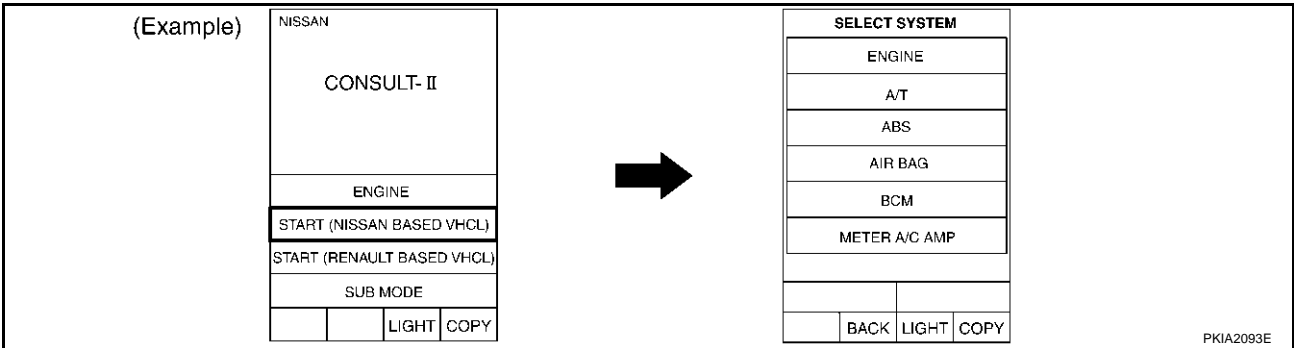 (Example)
NISSAN
CONSULT-II
ENGINE
START (NISSAN BASED VHCL)
START (RENAULT BASED VHCL)
SUB MODE
LIGHT COPY
SELECT SYSTEM
ENGINE
A/T
ABS
AIR BAG
BCM
METER A/C AMP
BACK LIGHT COPY
PKIA2093E